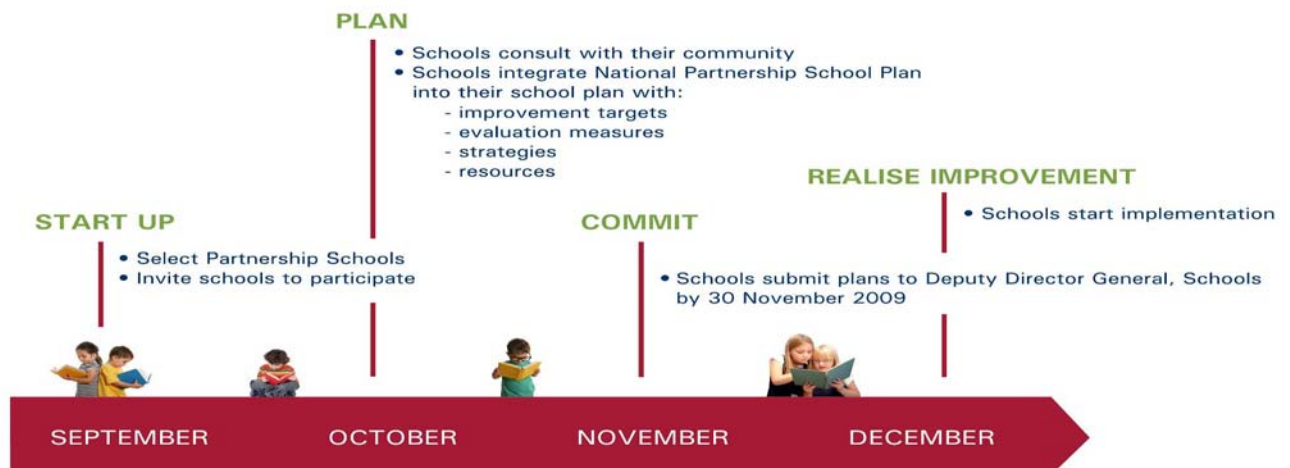 PLAN
• Schools consult with their community
• Schools integrate National Partnership School Plan
into their school plan with:
- improvement targets
- evaluation measures
- strategies
- resources
REALISE IMPROVEMENT
• Schools start implementation
START UP
• Select Partnership Schools
• Invite schools to participate
COMMIT
• Schools submit plans to Deputy Director General, Schools
by 30 November 2009
SEPTEMBER
OCTOBER
NOVEMBER
DECEMBER